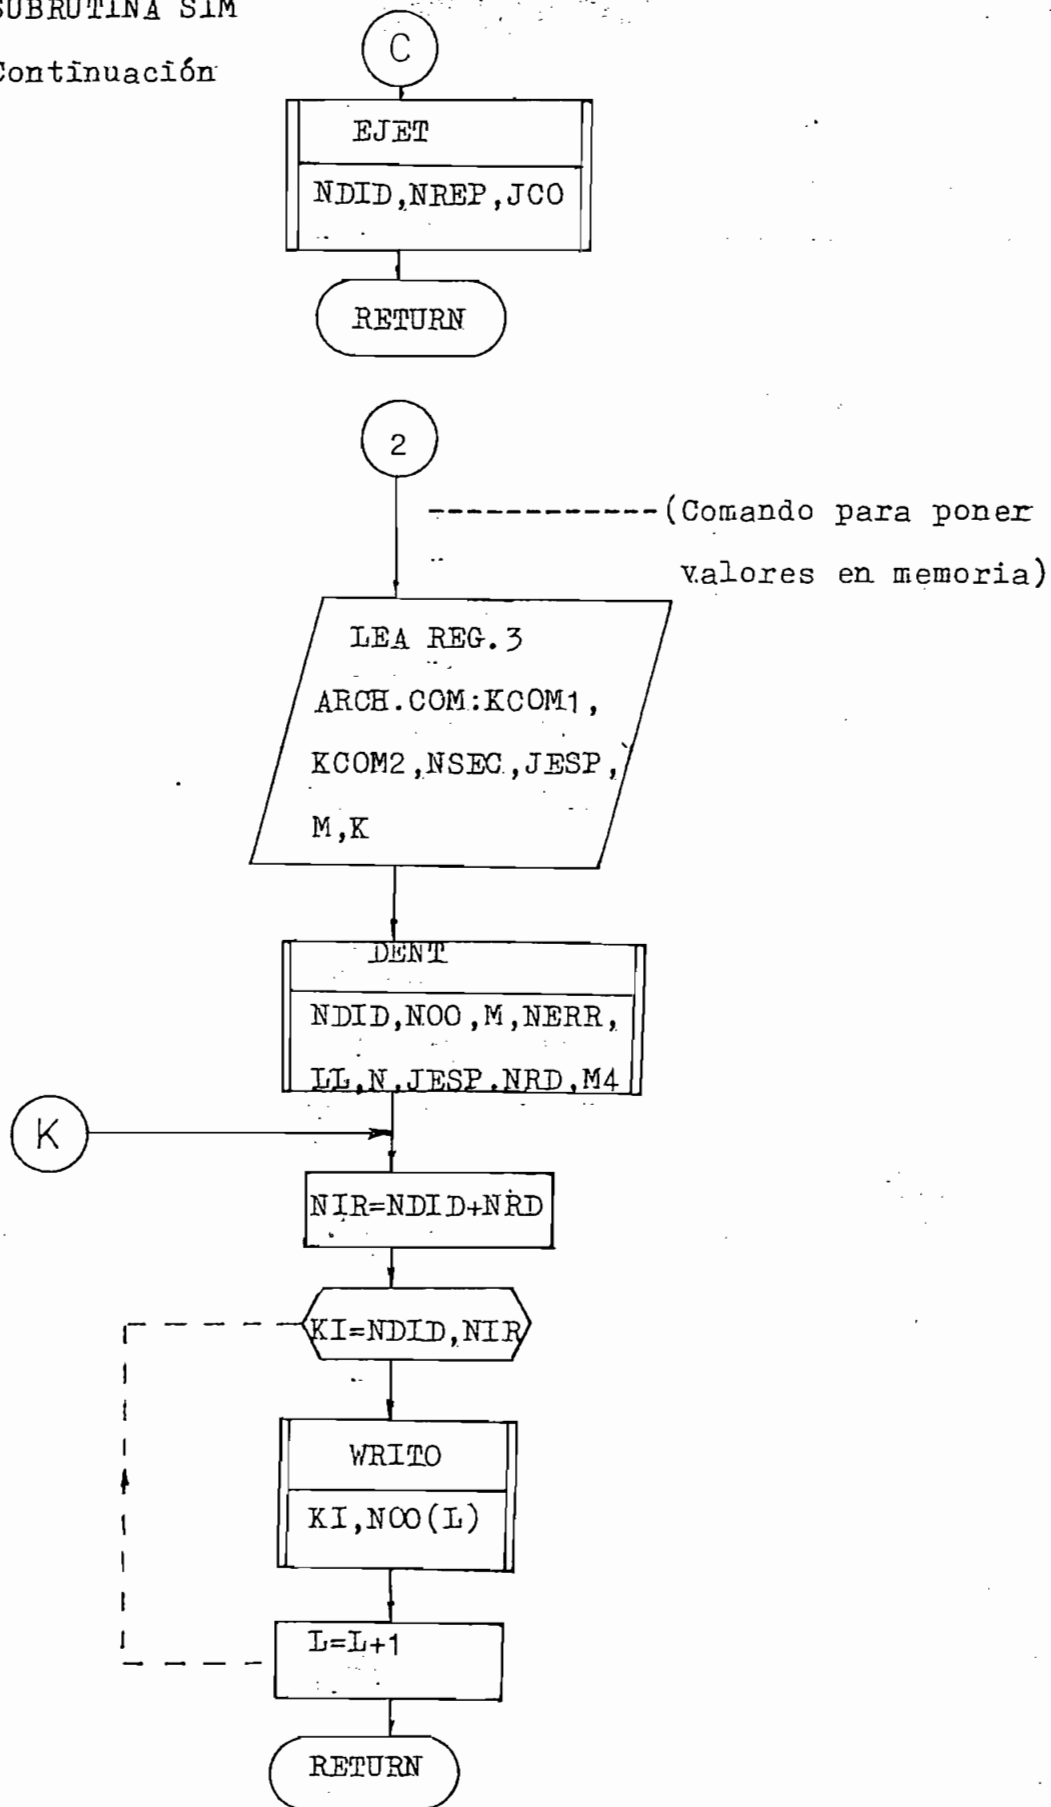 SUBRUTINA SIM
Continuación
C
EJET
NDID,NREP,JCO
RETURN
2
------------(Comando para poner
valores en memoria)
LEA REG.3
ARCH.COM:KCOM1,
KCOM2,NSEC,JESP,
M,K
DENT
NDID,NOO,M,NERR,
LL,N,JESP.NRD,M4
K
NIR=NDID+NRD
KI=NDID,NIR
WRITO
KI,NOO(L)
L=L+1
RETURN